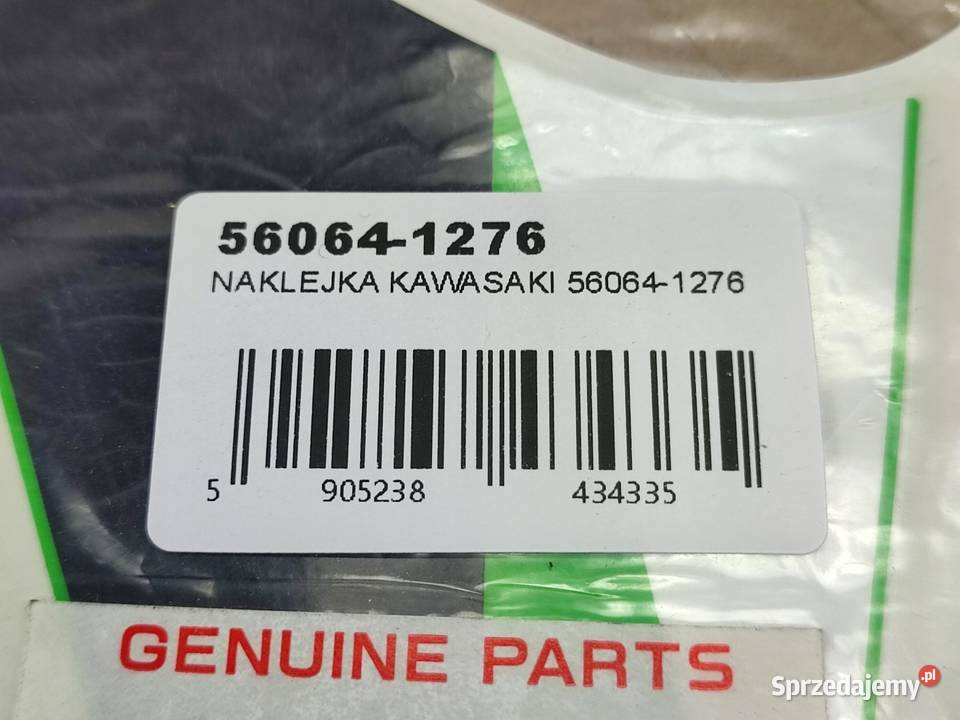 56064-1276
NAKLEJKA KAWASAKI 56064-1276
5 905238 434335
GENUINE PARTS
Sprzedajemy.pl